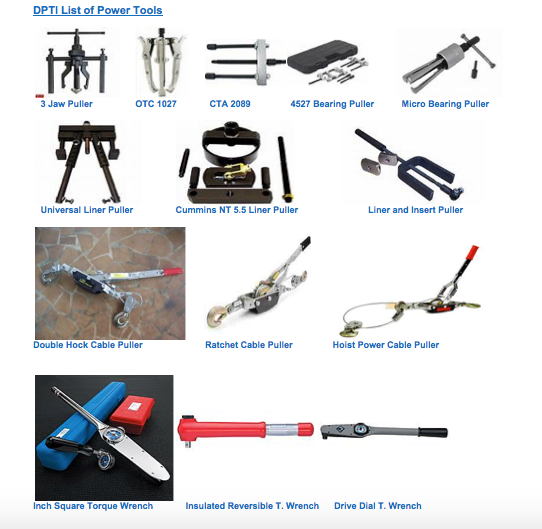 DPTI List of Power Tools
3 Jaw Puller
OTC 1027
CTA 2089
4527 Bearing Puller
Micro Bearing Puller
Universal Liner Puller
Cummins NT 5.5 Liner Puller
Liner and Insert Puller
Double Hock Cable Puller
Ratchet Cable Puller
Hoist Power Cable Puller
Inch Square Torque Wrench
Insulated Reversible T. Wrench
Drive Dial T. Wrench